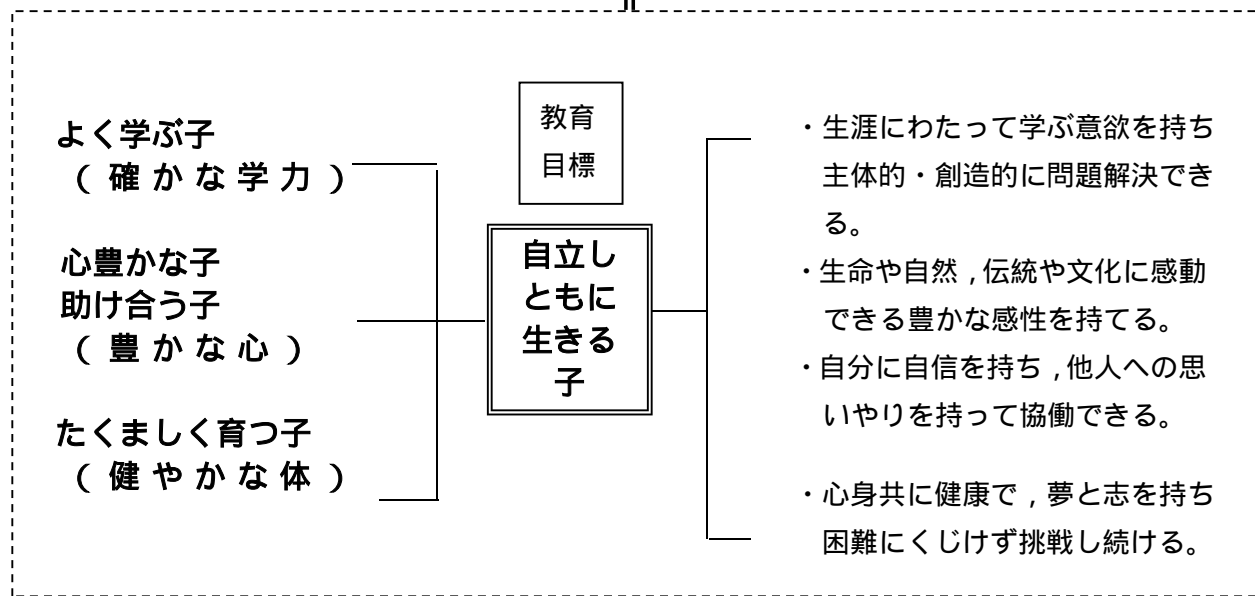 よく学ぶ子
（ 確 か な 学 力 ）
心豊かな子
助け合う子
（ 豊 か な 心 ）
たくましく育つ子
（ 健 や か な 体 ）
教育
目標
自立し
ともに
生きる
子
・生涯にわたって学ぶ意欲を持ち
主体的・創造的に問題解決でき
る。
・生命や自然，伝統や文化に感動
できる豊かな感性を持てる。
・自分に自信を持ち，他人への思
いやりを持って協働できる。
・心身共に健康で，夢と志を持ち
困難にくじけず挑戦し続ける。